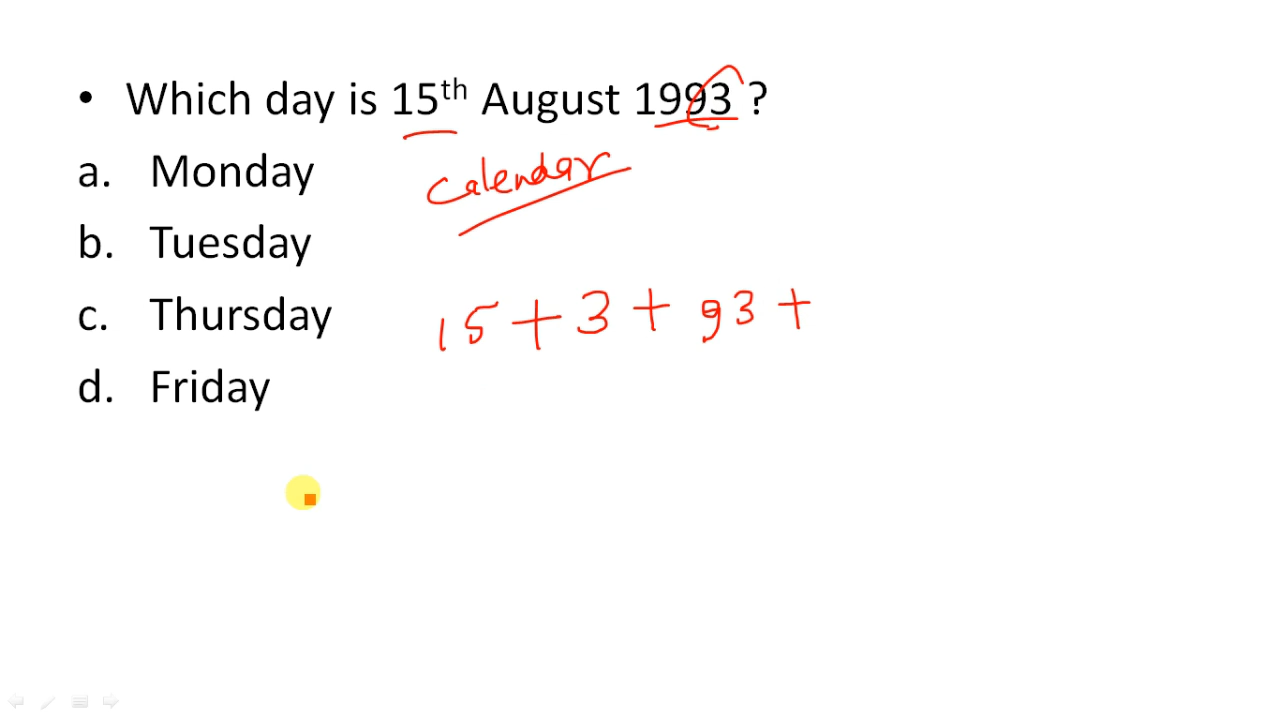 • Which day is 15th August 1993 ?
a. Monday
calendar
b. Tuesday
c. Thursday
15 + 3 + 93 +
d. Friday